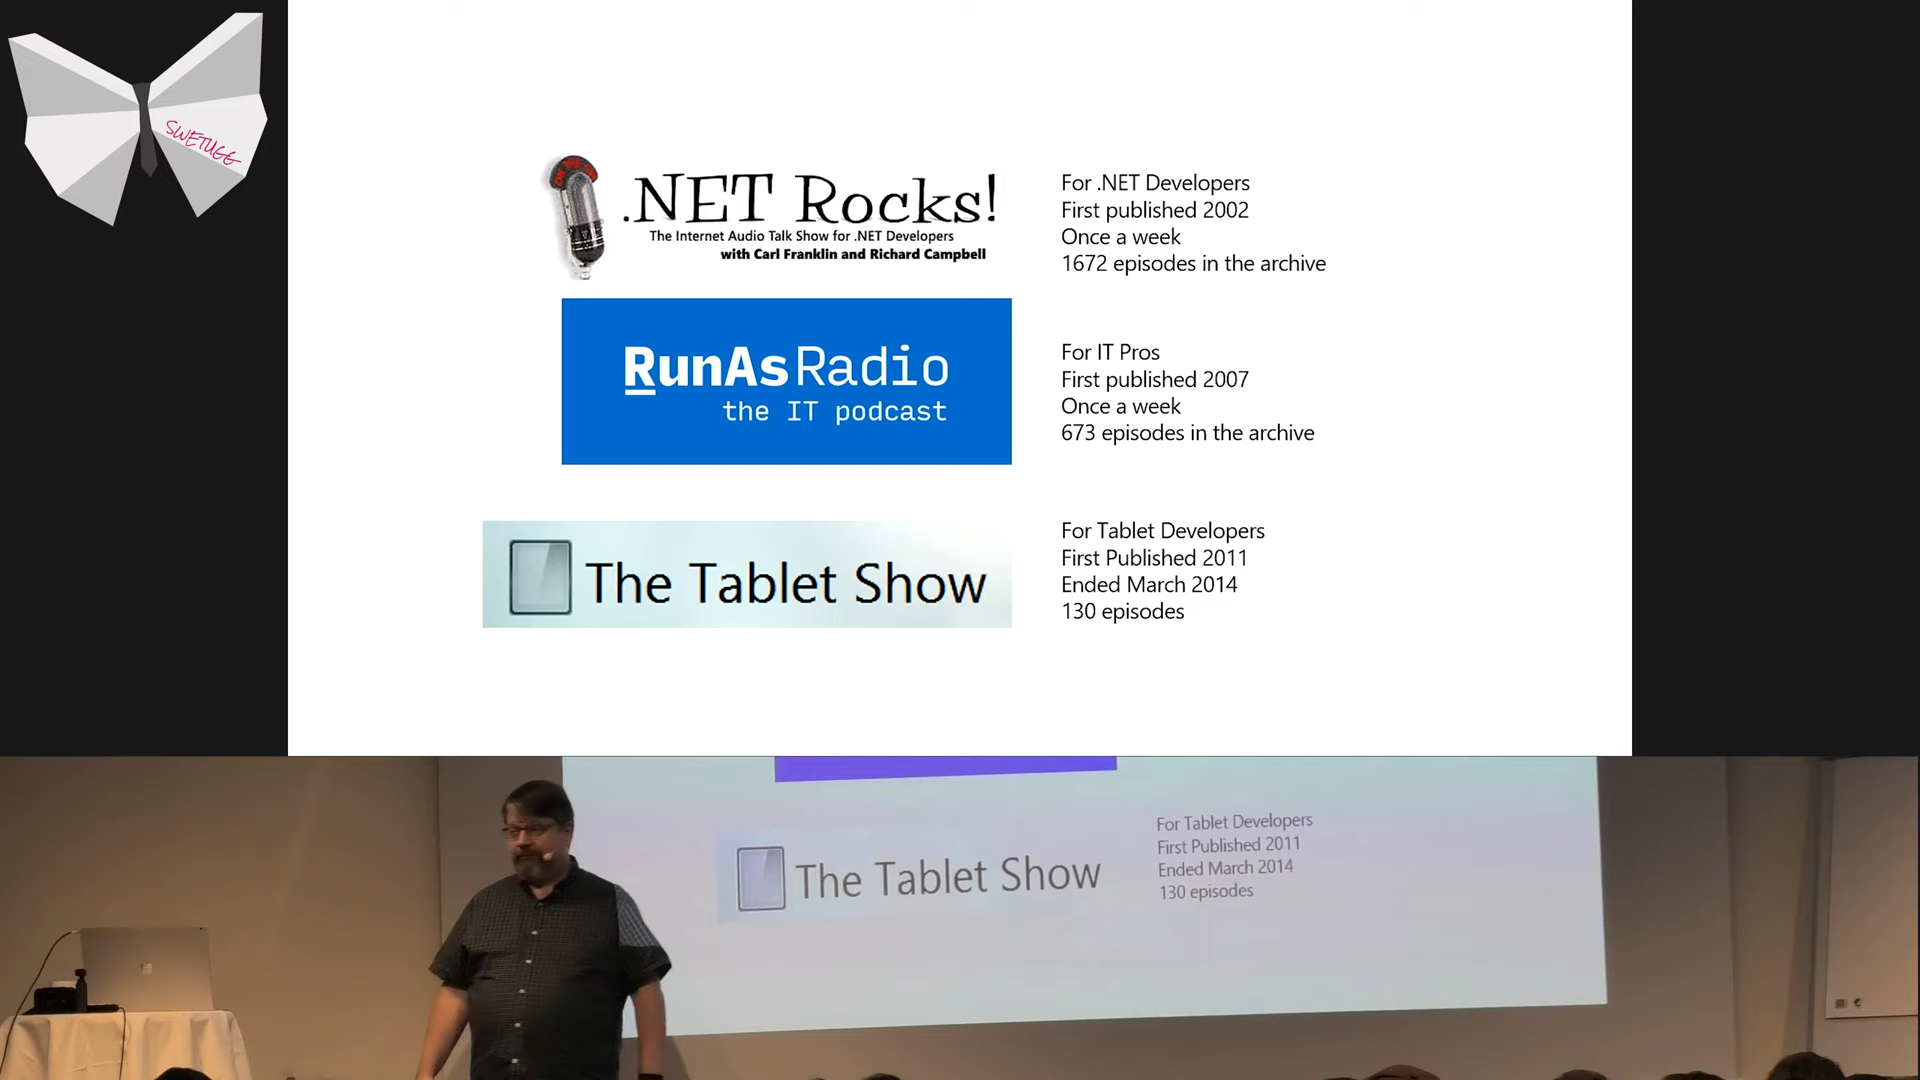 SWETUGG
ON THE AIR
.NET Rocks!
The Internet Audio Talk Show for .NET Developers
with Carl Franklin and Richard Campbell
For .NET Developers
First published 2002
Once a week
1672 episodes in the archive
RunAsRadio
the IT podcast
For IT Pros
First published 2007
Once a week
673 episodes in the archive
The Tablet Show
For Tablet Developers
First Published 2011
Ended March 2014
130 episodes
The Tablet Show
For Tablet Developers
First Published 2011
Ended March 2014
130 episodes